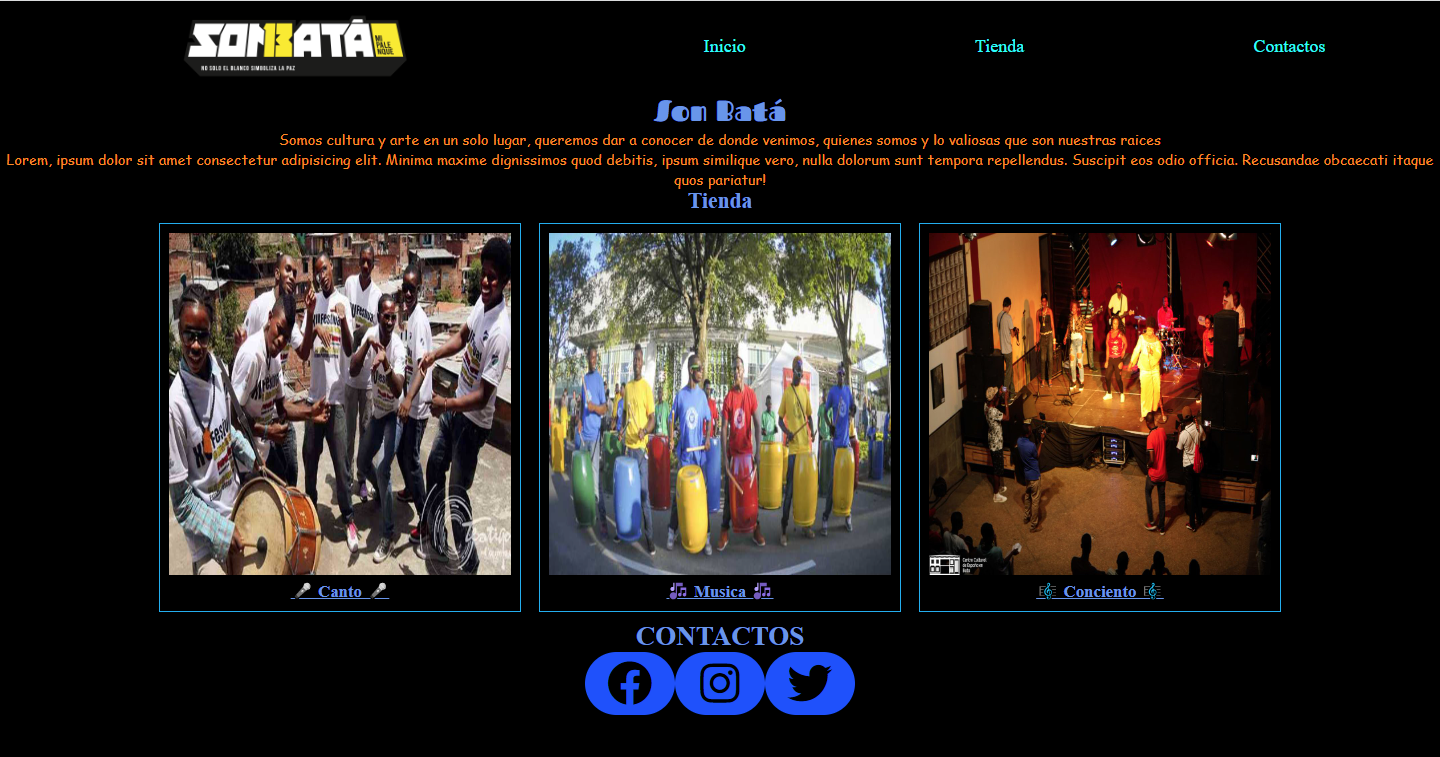 SONBATÁ
MI PALENQUE
NO SOLO EL BLANCO SIMBOLIZA LA PAZ
Inicio
Tienda
Contactos
Son Batá
Somos cultura y arte en un solo lugar, queremos dar a conocer de donde venimos, quienes somos y lo valiosas que son nuestras raices
Lorem, ipsum dolor sit amet consectetur adipisicing elit. Minima maxime dignissimos quod debitis, ipsum similique vero, nulla dolorum sunt tempora repellendus. Suscipit eos odio officia. Recusandae obcaecati itaque
quos pariatur!
Tienda
🎤 Canto 🎤
🎶 Musica 🎶
🎼 Conciento 🎼
CONTACTOS